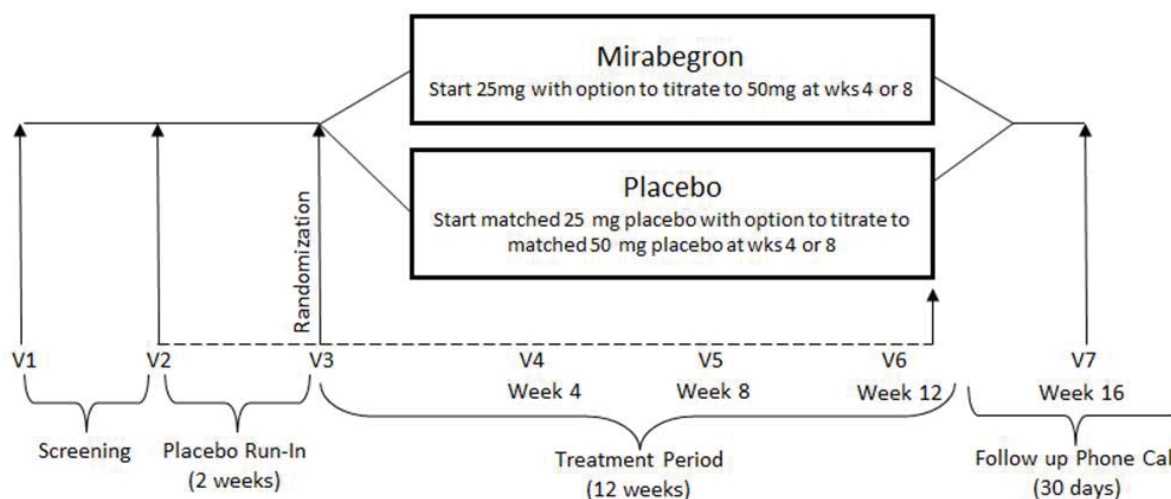 Mirabegron
Start 25mg with option to titrate to 50mg at wks 4 or 8
Placebo
Start matched 25 mg placebo with option to titrate to
matched 50 mg placebo at wks 4 or 8
Randomization
V1
V2
V3
V4
V5
V6
V7
Week 4
Week 8
Week 12
Week 16
Screening
Placebo Run-In
(2 weeks)
Treatment Period
(12 weeks)
Follow up Phone Cal
(30 days)